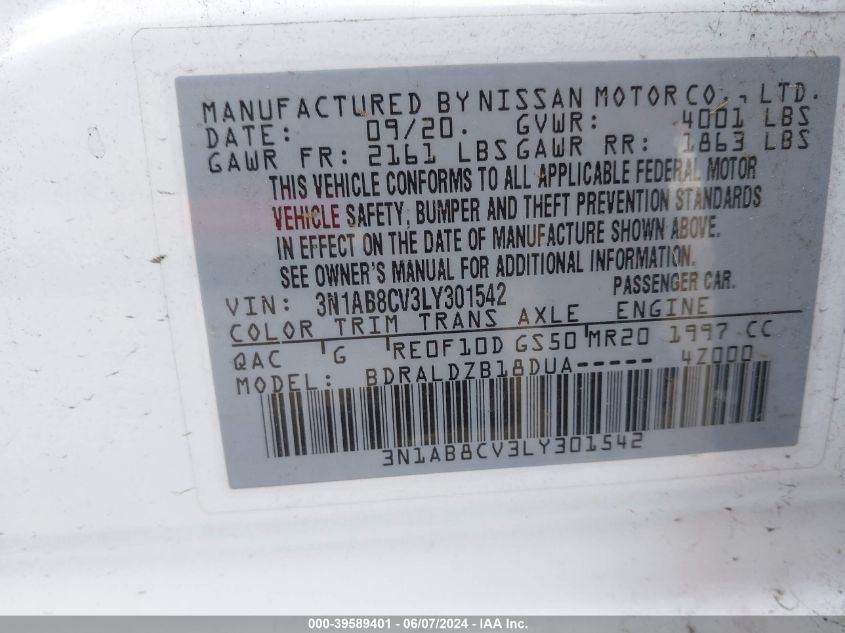 MANUFACTURED BY NISSAN MOTOR CO., LTD.
DATE: 09/20. GVWR: 4001 LBS
GAWR FR: 2161 LBS GAWR RR: 1863 LBS
THIS VEHICLE CONFORMS TO ALL APPLICABLE FEDERAL MOTOR
VEHICLE SAFETY, BUMPER AND THEFT PREVENTION STANDARDS
IN EFFECT ON THE DATE OF MANUFACTURE SHOWN ABOVE.
SEE OWNER'S MANUAL FOR ADDITIONAL INFORMATION.
PASSENGER CAR.
VIN: 3N1AB8CV3LY301542
COLOR TRIM TRANS AXLE ENGINE
QAC G RE0F10D GS50 MR20 1997 CC
MODEL: BDRALDZB18DUA----- 4Z000
3N1AB8CV3LY301542
000-39589401 - 06/07/2024 - IAA Inc.